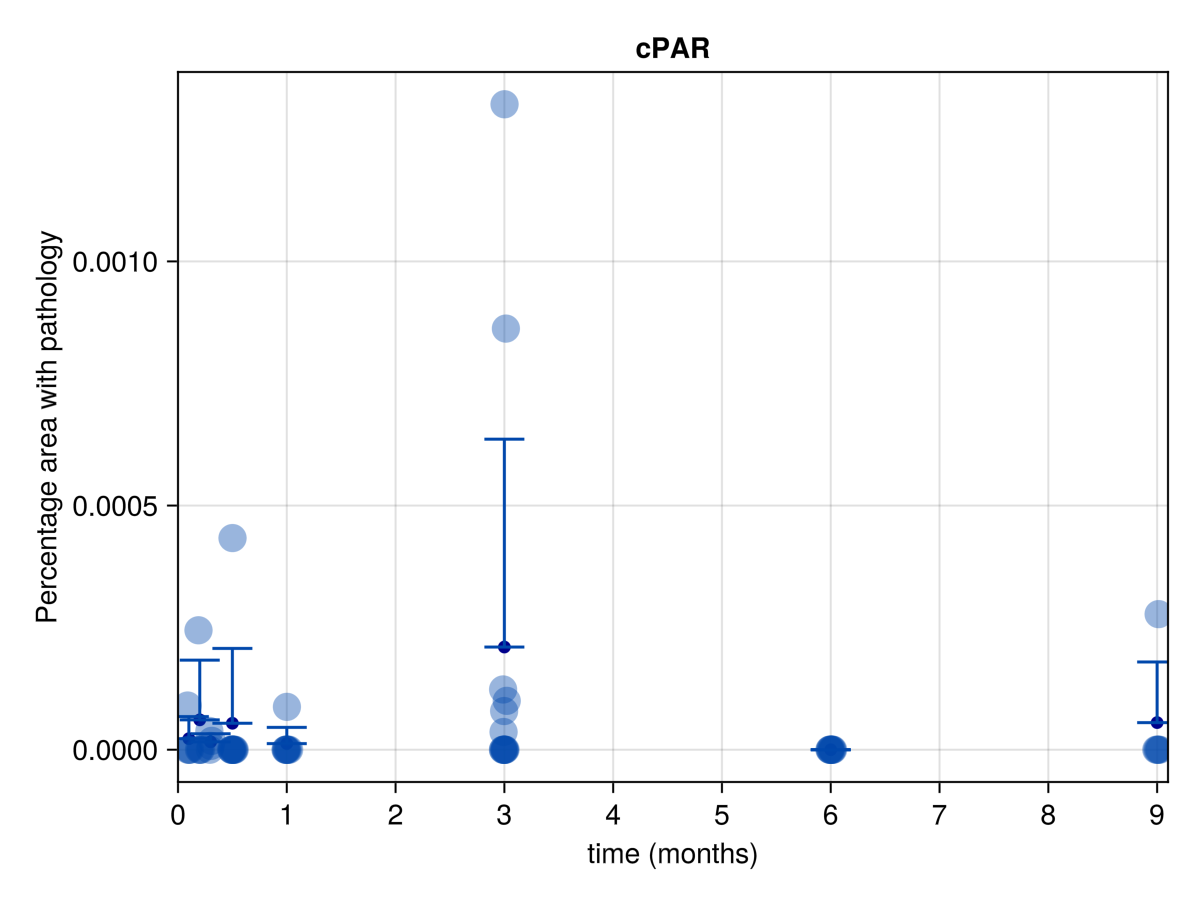 cPAR
Percentage area with pathology
0.0010
0.0005
0.0000
0 1 2 3 4 5 6 7 8 9
time (months)